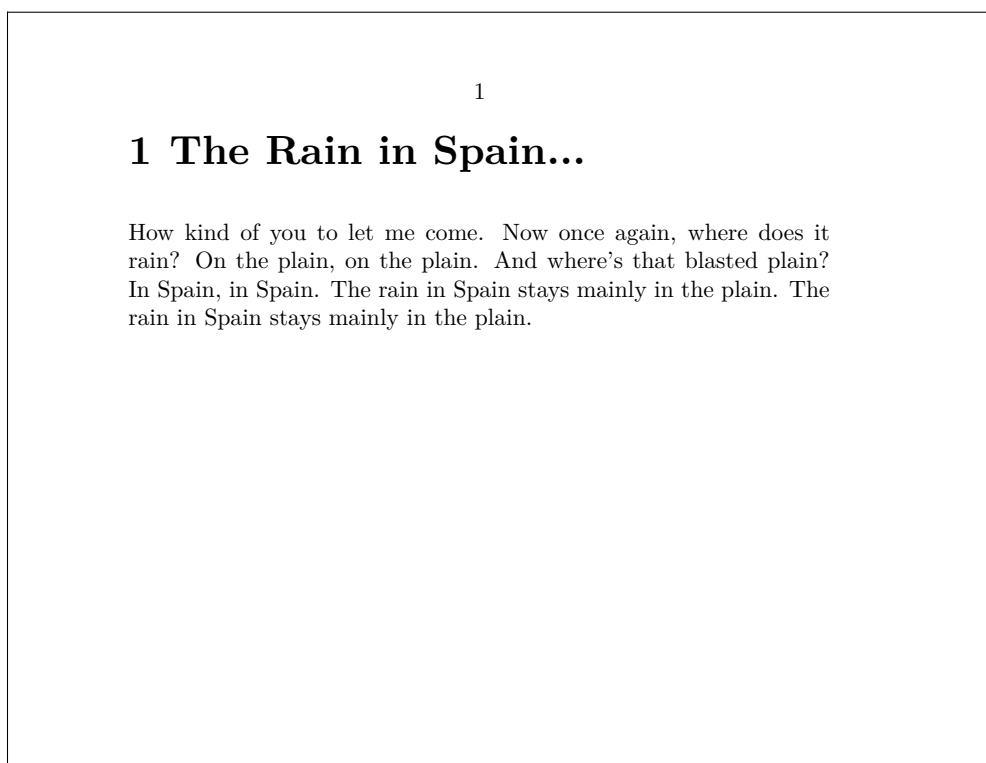 1
1 The Rain in Spain...
How kind of you to let me come. Now once again, where does it
rain? On the plain, on the plain. And where's that blasted plain?
In Spain, in Spain. The rain in Spain stays mainly in the plain. The
rain in Spain stays mainly in the plain.